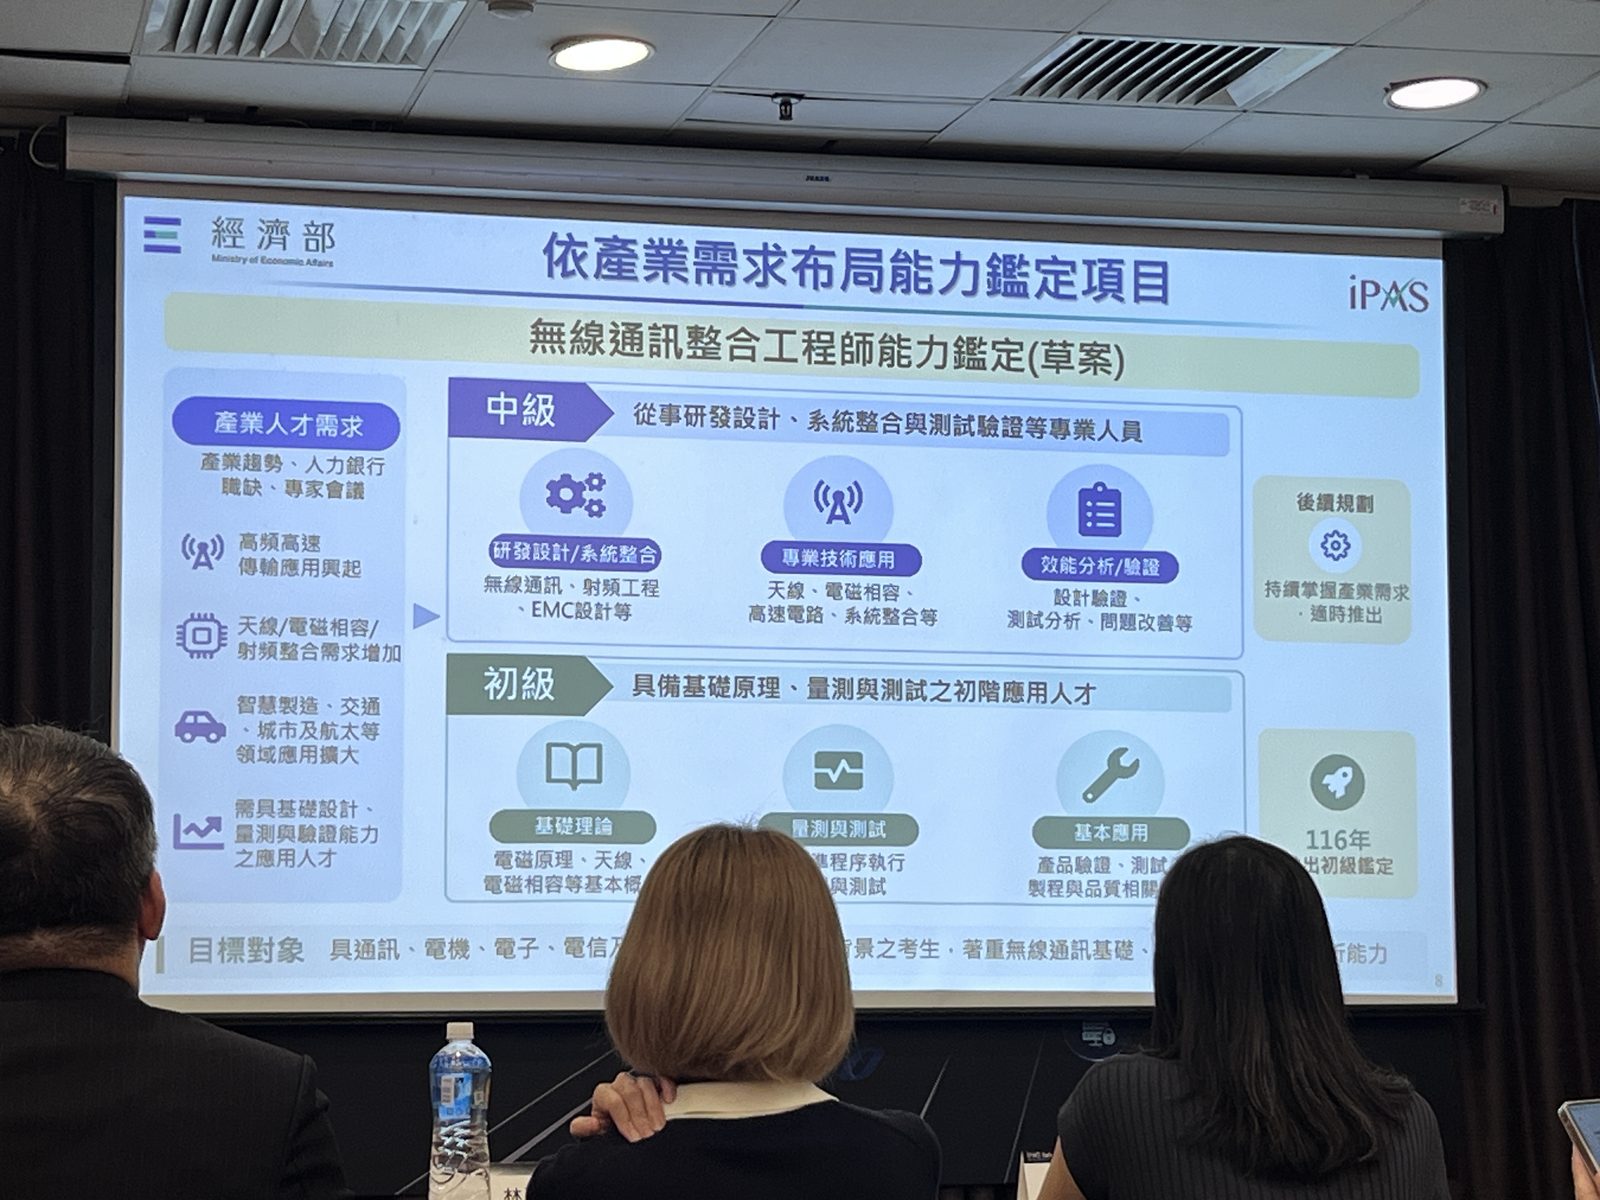 經濟部
Ministry of Economic Affairs
依產業需求布局能力鑑定項目
iPAS
無線通訊整合工程師能力鑑定(草案)
產業人才需求
產業趨勢、人力銀行
職缺、專家會議
高頻高速
傳輸應用興起
天線/電磁相容/
射頻整合需求增加
智慧製造、交通
、城市及航太等
領域應用擴大
需具基礎設計、
量測與驗證能力
之應用人才
中級
從事研發設計、系統整合與測試驗證等專業人員
研發設計/系統整合
無線通訊、射頻工程
、EMC設計等
專業技術應用
天線、電磁相容、
高速電路、系統整合等
效能分析/驗證
設計驗證、
測試分析、問題改善等
後續規劃
持續掌握產業需求
，適時推出
初級
具備基礎原理、量測與測試之初階應用人才
基礎理論
電磁原理、天線、
電磁相容等基本概
量測與測試
準程序執行
與測試
基本應用
產品驗證、測試
製程與品質相關
116年
出初級鑑定
目標對象
具通訊、電機、電子、電信及 背景之考生，著重無線通訊基礎、 析能力
8
林